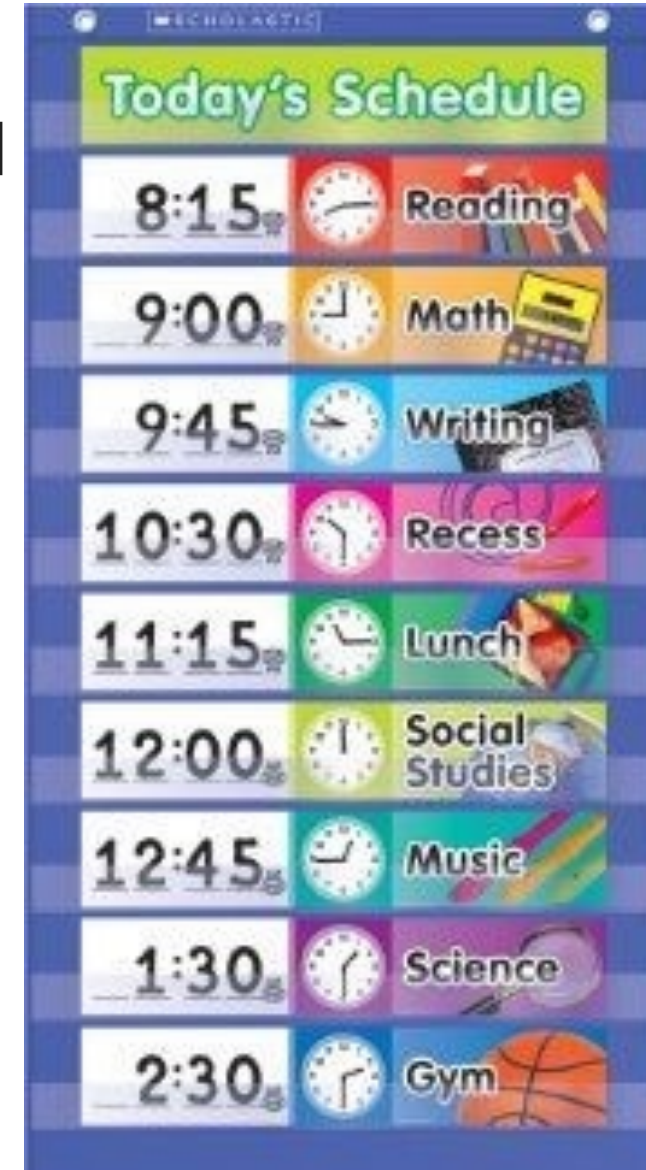 SCHOLASTIC
Today's Schedule
8:15 Reading
9:00 Math
9:45 Writing
10:30 Recess
11:15 Lunch
12:00 Social
Studies
12:45 Music
1:30 Science
2:30 Gym